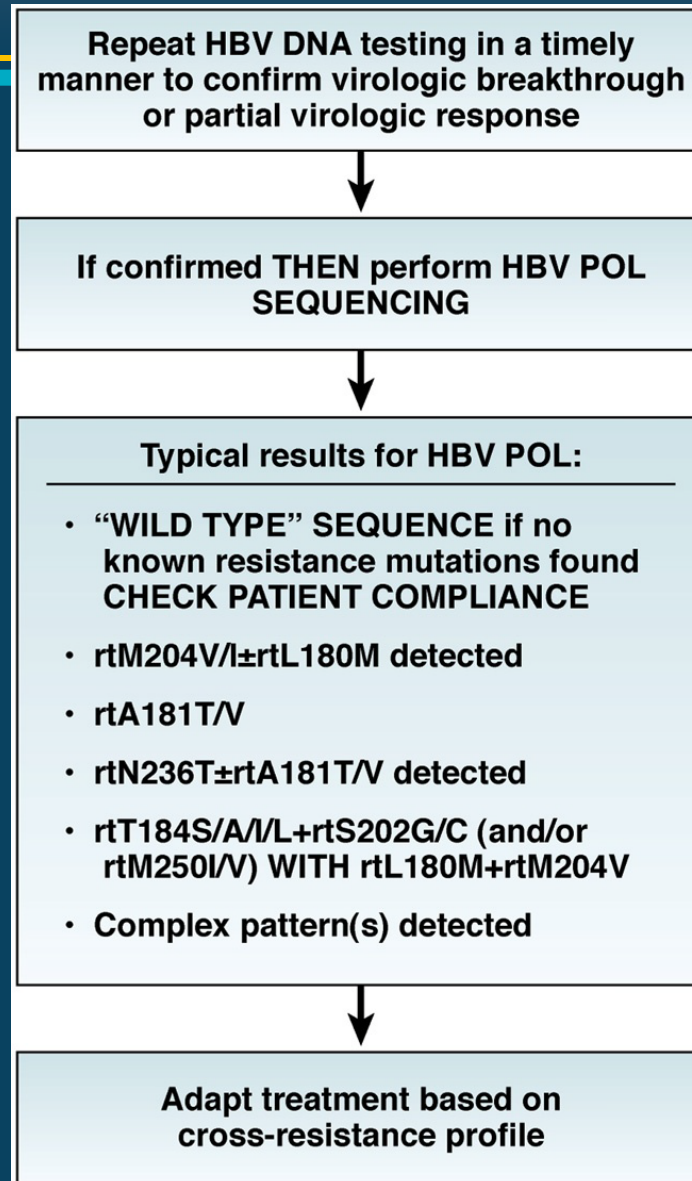 Repeat HBV DNA testing in a timely
manner to confirm virologic breakthrough
or partial virologic response
If confirmed THEN perform HBV POL
SEQUENCING
Typical results for HBV POL:
• “WILD TYPE” SEQUENCE if no
known resistance mutations found
CHECK PATIENT COMPLIANCE
• rtM204V/I±rtL180M detected
• rtA181T/V
• rtN236T±rtA181T/V detected
• rtT184S/A/I/L+rtS202G/C (and/or
rtM250I/V) WITH rtL180M+rtM204V
• Complex pattern(s) detected
Adapt treatment based on
cross-resistance profile